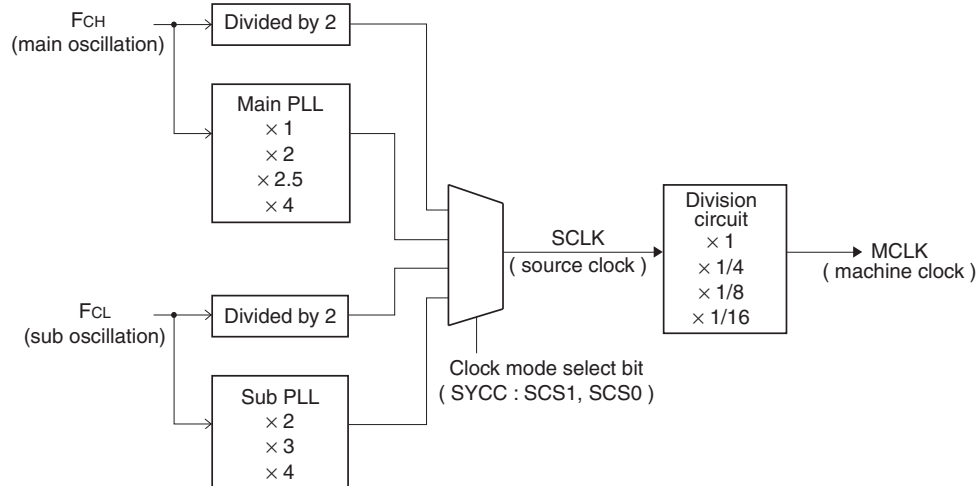 FCH
(main oscillation)
Divided by 2
Main PLL
× 1
× 2
× 2.5
× 4
FCL
(sub oscillation)
Divided by 2
Sub PLL
× 2
× 3
× 4
Clock mode select bit
( SYCC : SCS1, SCS0 )
SCLK
( source clock )
Division
circuit
× 1
× 1/4
× 1/8
× 1/16
MCLK
( machine clock )